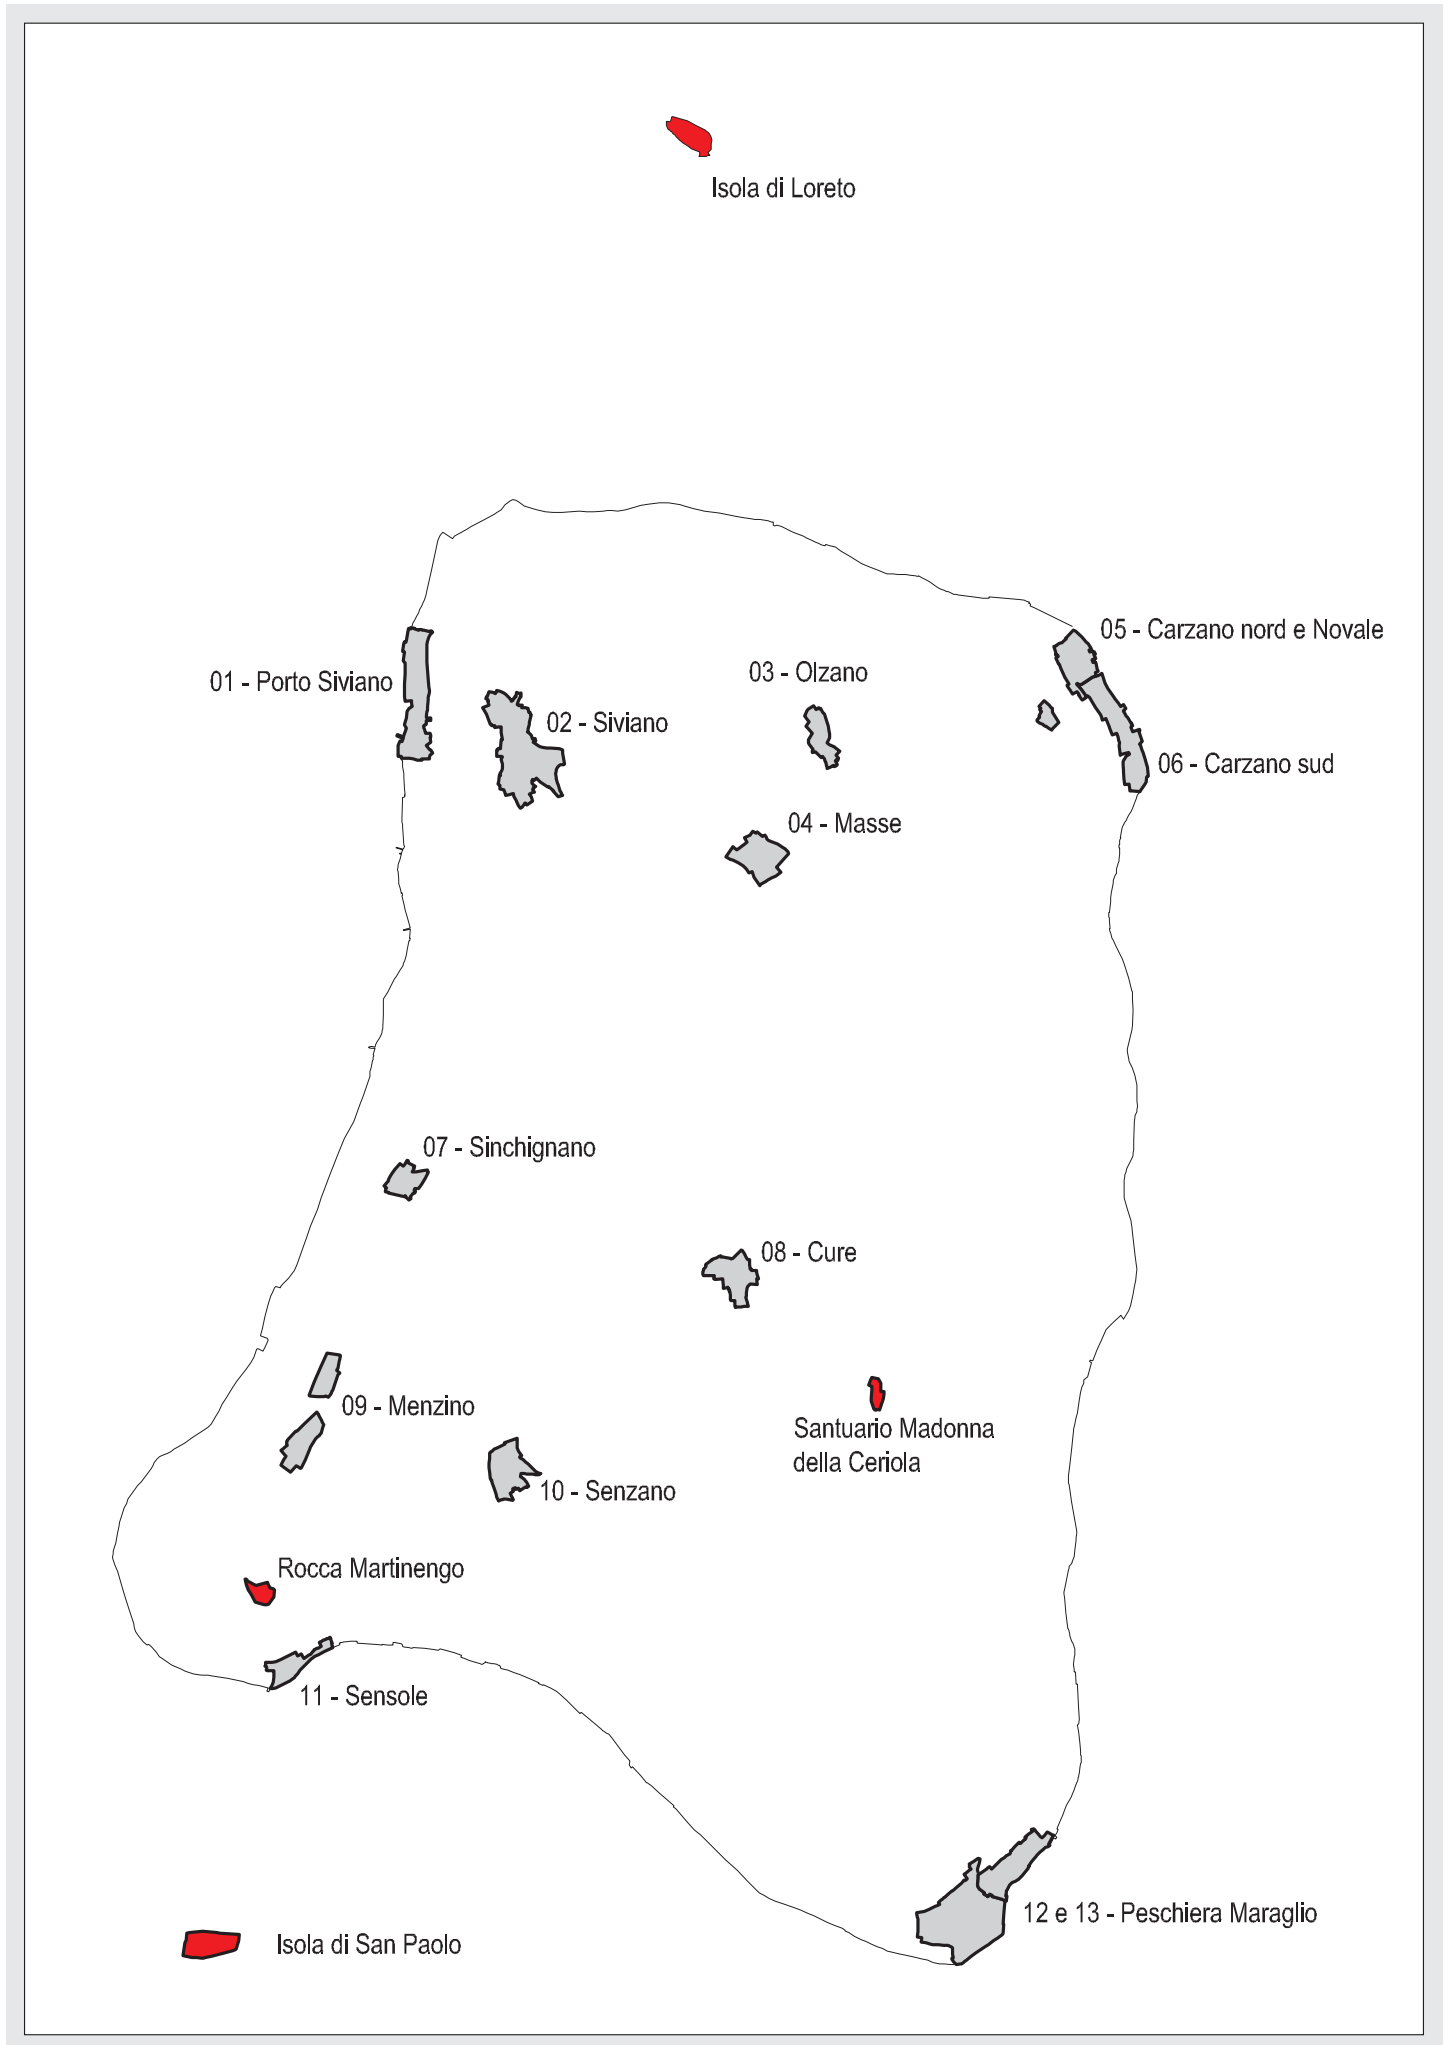 Isola di Loreto
05 - Carzano nord e Novale
03 - Olzano
01 - Porto Siviano
02 - Siviano
06 - Carzano sud
04 - Masse
07 - Sinchignano
08 - Cure
09 - Menzino
Santuario Madonna
della Ceriola
10 - Senzano
Rocca Martinengo
11 - Sensole
12 e 13 - Peschiera Maraglio
Isola di San Paolo